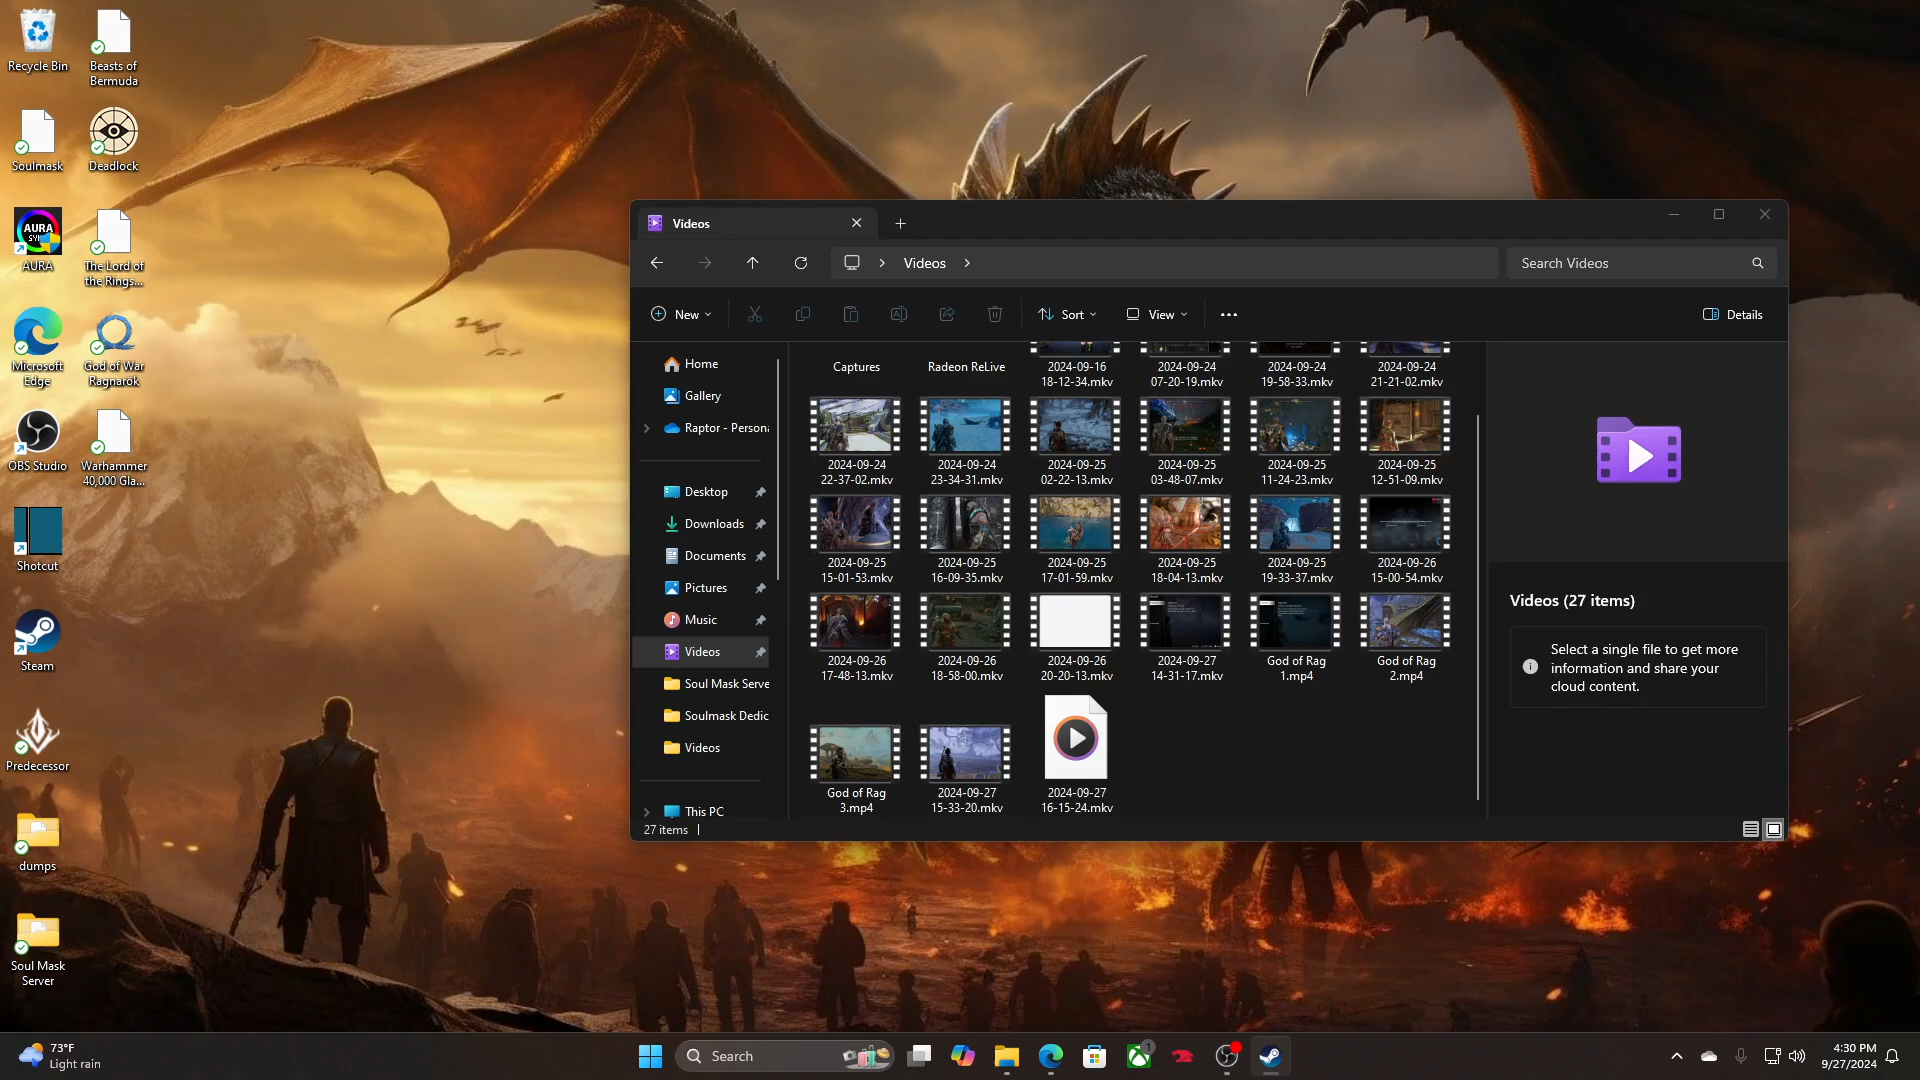 Recycle Bin
Beasts of
Bermuda
Soulmask
Deadlock
AURA
SYNC
AURA
The Lord of
the Rings...
Microsoft
Edge
God of War
Ragnarök
OBS Studio
Warhammer
40,000 Gla...
Shotcut
Steam
Predecessor
dumps
Soul Mask
Server
Videos
Videos
Search Videos
New
Sort
View
Details
Home
Gallery
Raptor - Persona
Desktop
Downloads
Documents
Pictures
Music
Videos
Soul Mask Serve
Soulmask Dedic
Videos
This PC
Captures
Radeon ReLive
2024-09-16
18-12-34.mkv
2024-09-24
07-20-19.mkv
2024-09-24
19-58-33.mkv
2024-09-24
21-21-02.mkv
2024-09-24
22-37-02.mkv
2024-09-24
23-34-31.mkv
2024-09-25
02-22-13.mkv
2024-09-25
03-48-07.mkv
2024-09-25
11-24-23.mkv
2024-09-25
12-51-09.mkv
2024-09-25
15-01-53.mkv
2024-09-25
16-09-35.mkv
2024-09-25
17-01-59.mkv
2024-09-25
18-04-13.mkv
2024-09-25
19-33-37.mkv
2024-09-26
15-00-54.mkv
2024-09-26
17-48-13.mkv
2024-09-26
18-58-00.mkv
2024-09-26
20-20-13.mkv
2024-09-27
14-31-17.mkv
God of Rag
1.mp4
God of Rag
2.mp4
God of Rag
3.mp4
2024-09-27
15-33-20.mkv
2024-09-27
16-15-24.mkv
Videos (27 items)
Select a single file to get more
information and share your
cloud content.
27 items
73°F
Light rain
Search
1
4:30 PM
9/27/2024